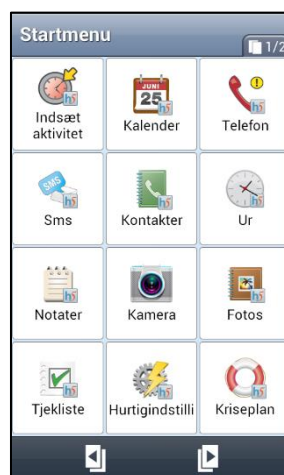 Startmenu
1/2
Indsæt
aktivitet
JUNI
25
Kalender
Telefon
SMS
Sms
Kontakter
Ur
Notater
Kamera
Fotos
Tjekliste
Hurtigindstilli
Kriseplan